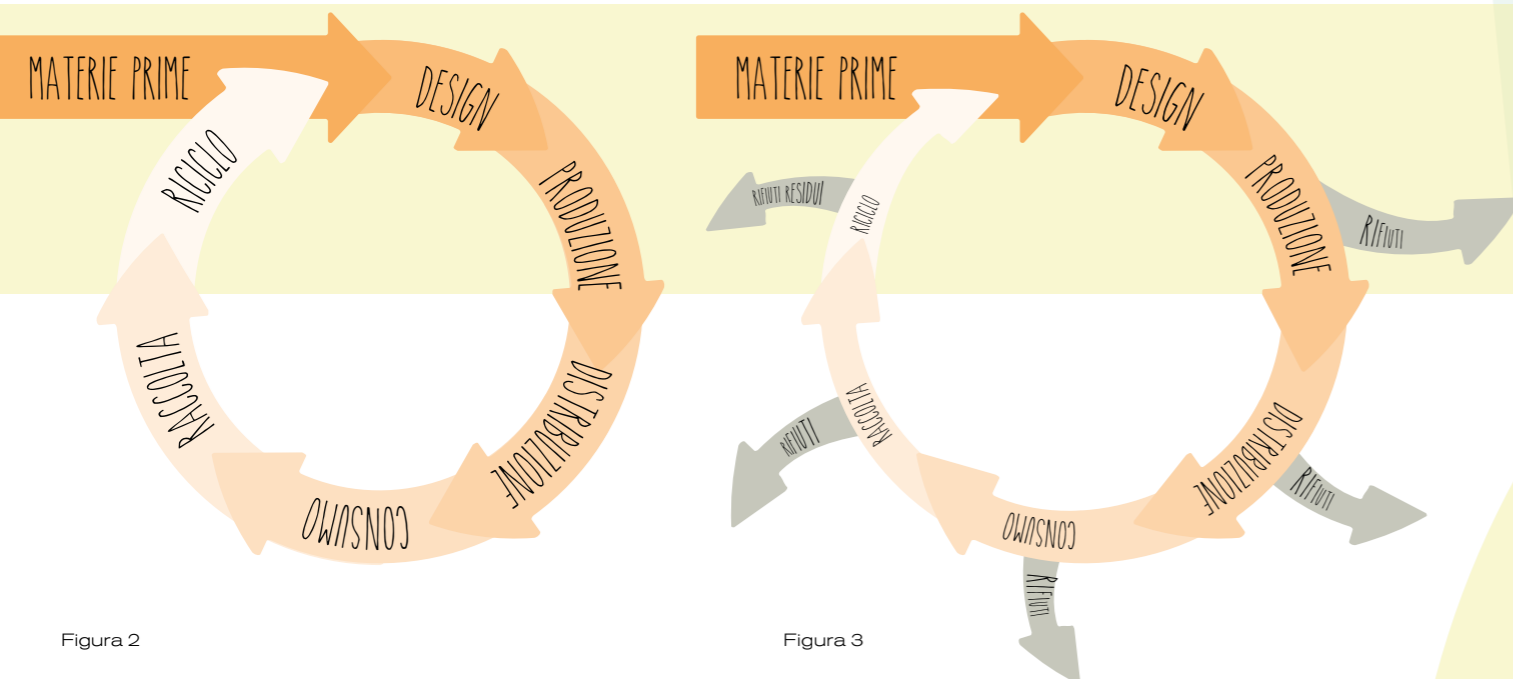 MATERIE PRIME
DESIGN
PRODUZIONE
DISTRIBUZIONE
CONSUMO
RACCOLTA
RICICLO
Figura 2
MATERIE PRIME
DESIGN
PRODUZIONE
RIFIUTI
DISTRIBUZIONE
RIFIUTI
CONSUMO
RIFIUTI
RACCOLTA
RIFIUTI
RICICLO
RIFIUTI RESIDUI
Figura 3